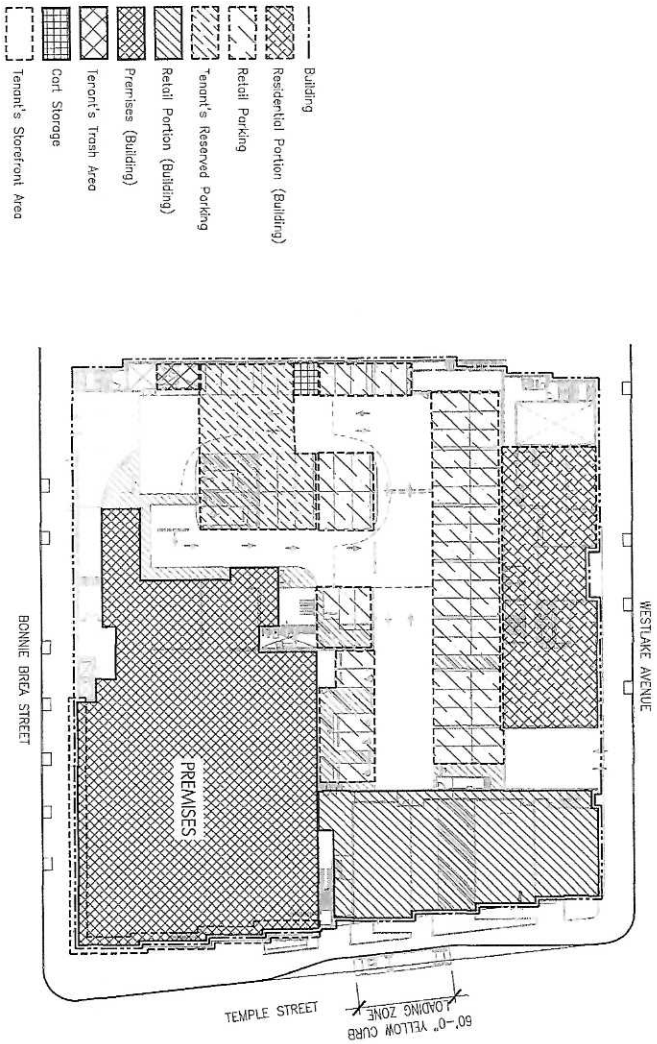 Building
Residential Portion (Building)
Retail Parking
Tenant's Reserved Parking
Retail Portion (Building)
Premises (Building)
Tenant's Trash Area
Cart Storage
Tenant's Storefront Area
WESTLAKE AVENUE
BONNIE BREA STREET
PREMISES
TEMPLE STREET
60'-0" YELLOW CURB
LOADING ZONE